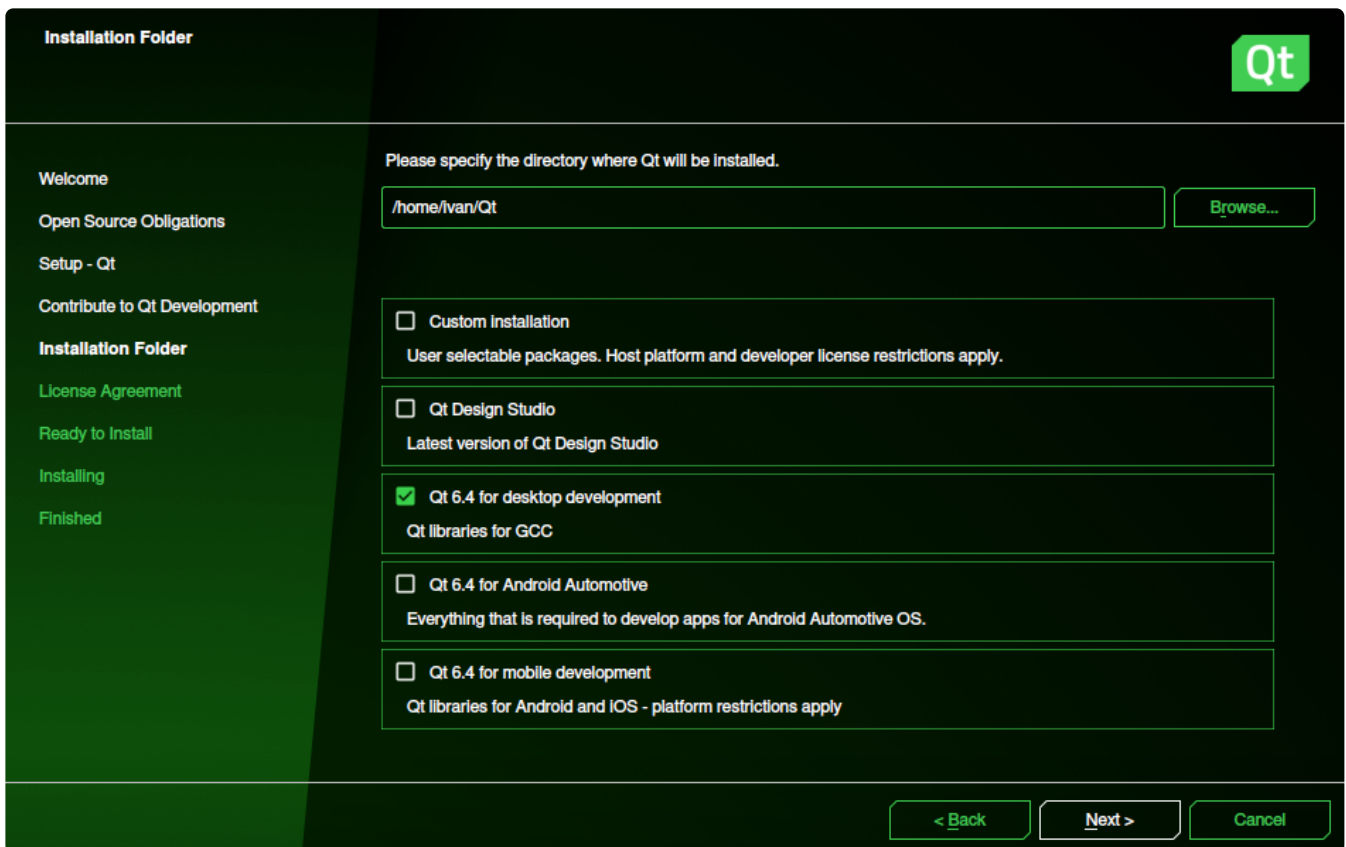 Installation Folder
Qt
Welcome
Open Source Obligations
Setup - Qt
Contribute to Qt Development
Installation Folder
License Agreement
Ready to Install
Installing
Finished
Please specify the directory where Qt will be installed.
/home/ivan/Qt
Browse...
Custom installation
User selectable packages. Host platform and developer license restrictions apply.
Qt Design Studio
Latest version of Qt Design Studio
Qt 6.4 for desktop development
Qt libraries for GCC
Qt 6.4 for Android Automotive
Everything that is required to develop apps for Android Automotive OS.
Qt 6.4 for mobile development
Qt libraries for Android and iOS - platform restrictions apply
< Back
Next >
Cancel